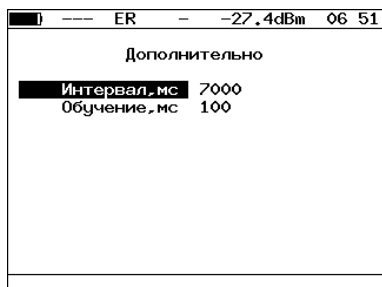 --- ER - -27.4dBm 06 51
Дополнительно
Интервал,мс 7000
Обучение,мс 100